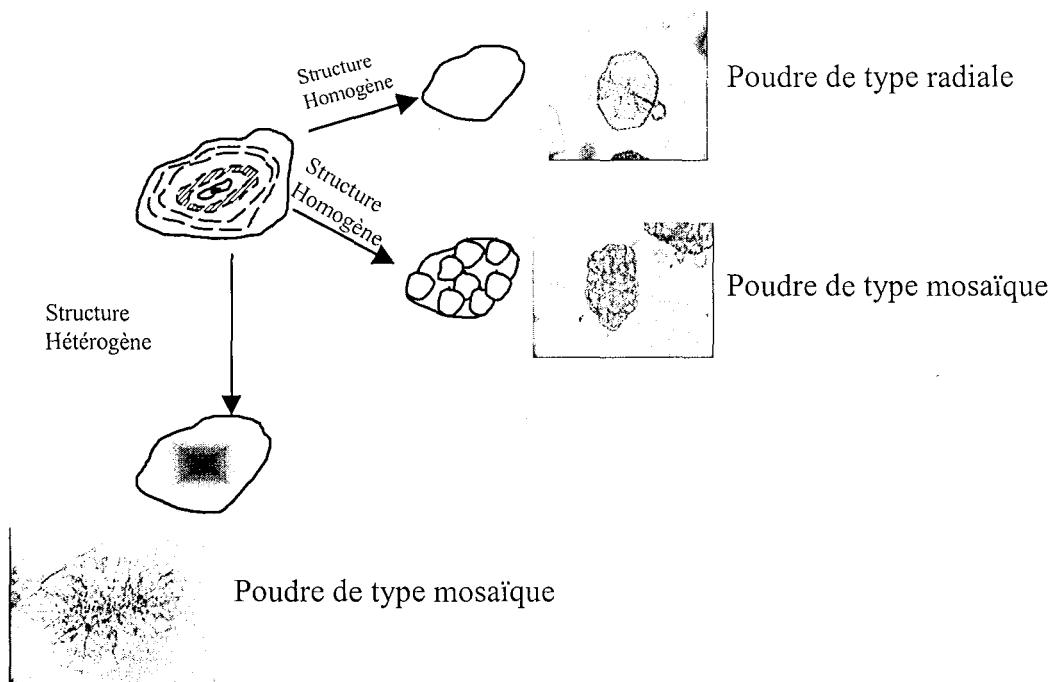 Structure
Homogène
Poudre de type radiale
Structure
Homogène
Poudre de type mosaïque
Structure
Hétérogène
Poudre de type mosaïque